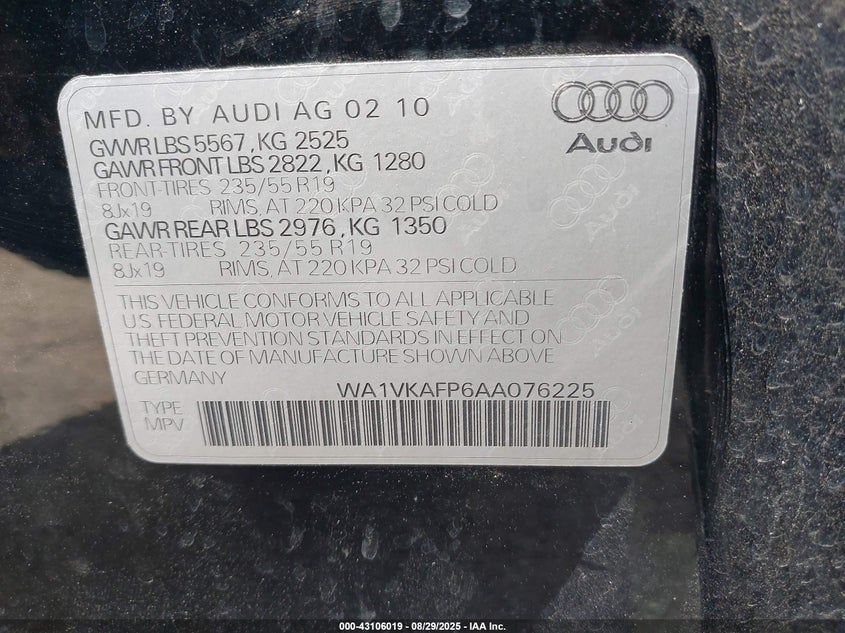 MFD. BY AUDI AG 02 10
GWWR LBS 5567, KG 2525
GAWR FRONT LBS 2822, KG 1280
FRONT-TIRES 235/55 R19
8Jx19 RIMS, AT 220 KPA 32 PSI COLD
GAWR REAR LBS 2976, KG 1350
REAR-TIRES 235/55 R19
8Jx19 RIMS, AT 220 KPA 32 PSI COLD
Audi
THIS VEHICLE CONFORMS TO ALL APPLICABLE
U.S. FEDERAL MOTOR VEHICLE SAFETY AND
THEFT PREVENTION STANDARDS IN EFFECT ON
THE DATE OF MANUFACTURE SHOWN ABOVE
GERMANY
WA1VKAFP6AA076225
TYPE
MPV
Audi
000-43106019 - 08/29/2025 - IAA Inc.